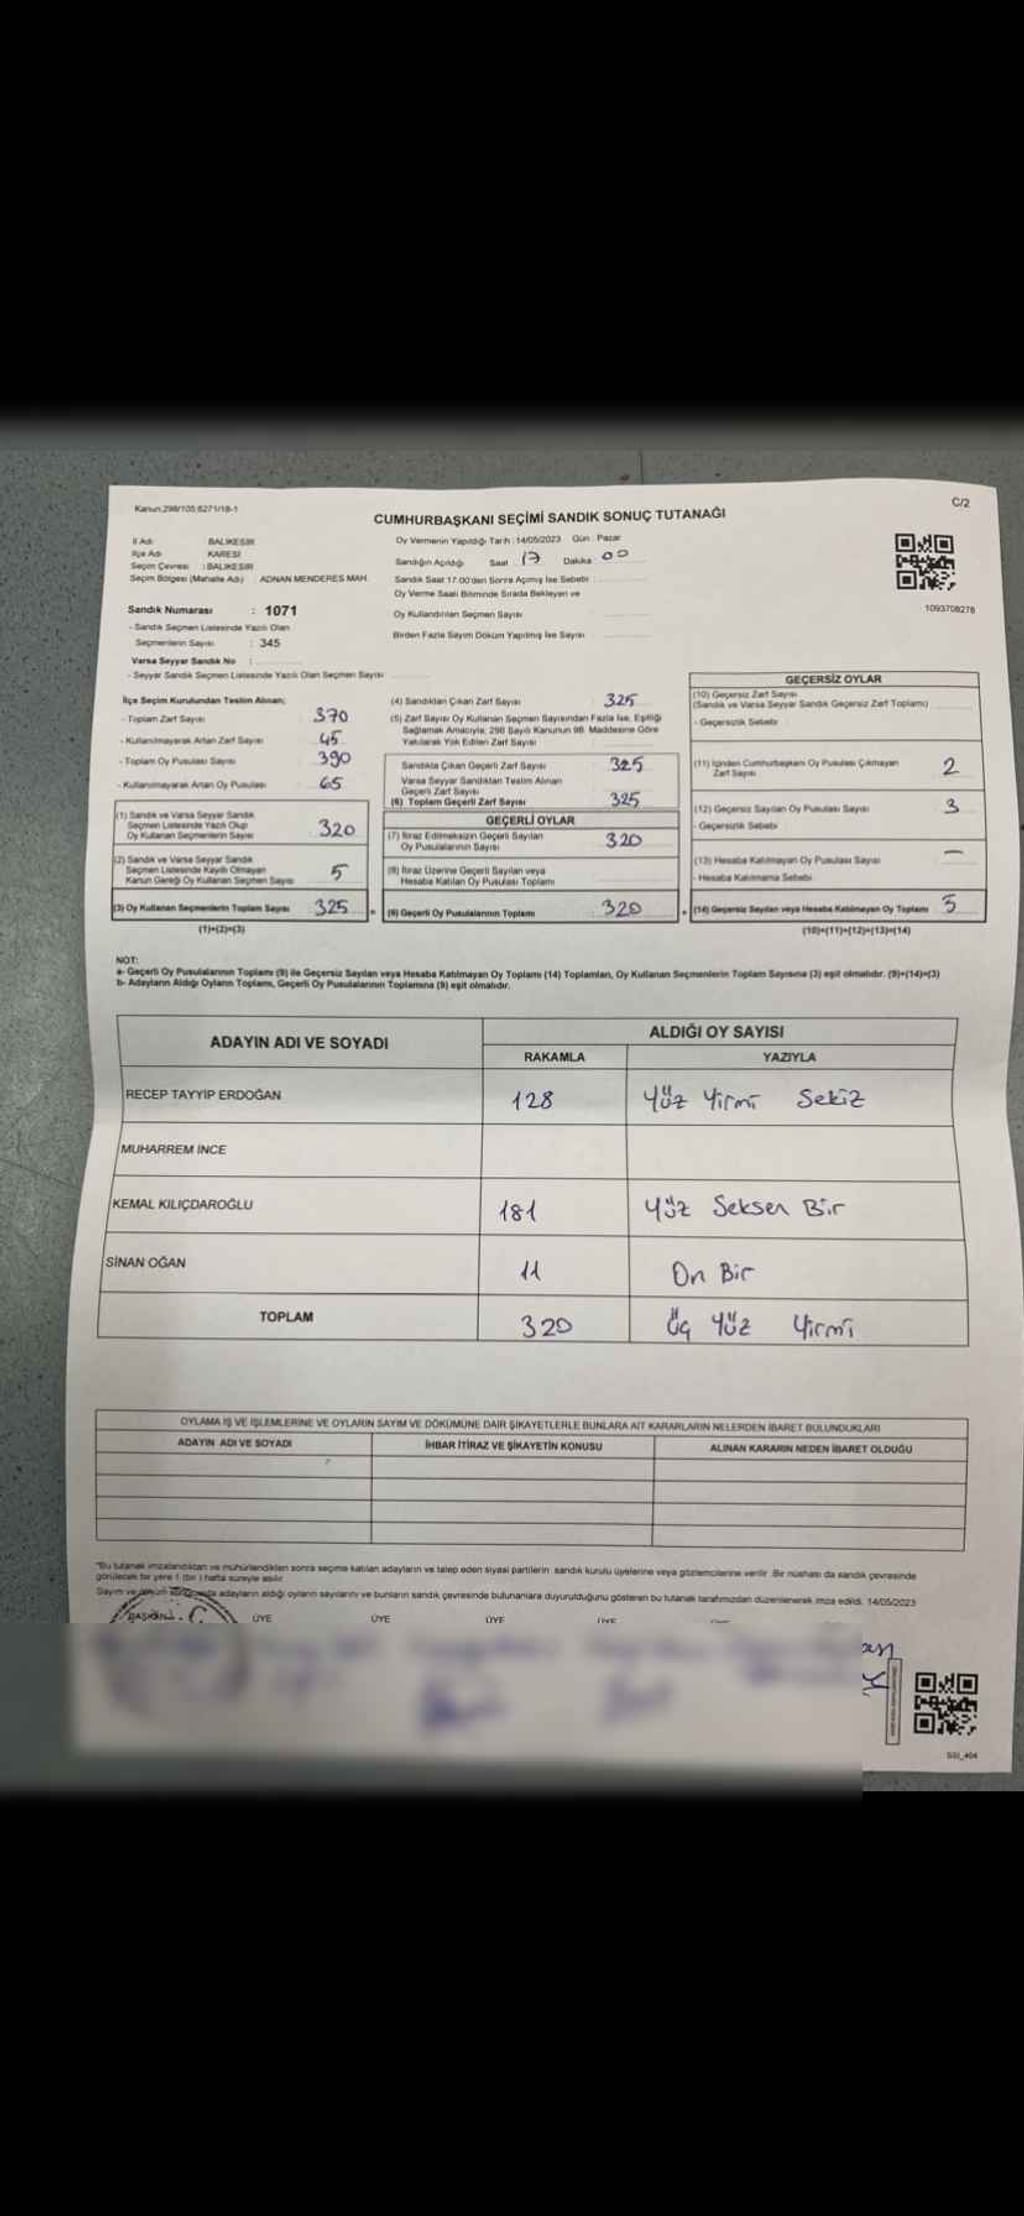 Kanun:298/105;6271/18-1
C/2
CUMHURBAŞKANI SEÇİMİ SANDIK SONUÇ TUTANAĞI
İl Adı : BALIKESİR
İlçe Adı : KARESİ
Seçim Çevresi : BALIKESİR
Seçim Bölgesi (Mahalle Adı) : ADNAN MENDERES MAH.
Sandık Numarası : 1071
- Sandık Seçmen Listesinde Yazılı Olan
Seçmenlerin Sayısı : 345
Varsa Seyyar Sandık No :
- Seyyar Sandık Seçmen Listesinde Yazılı Olan Seçmen Sayısı
Oy Vermenin Yapıldığı Tarih : 14/05/2023 Gün : Pazar
Sandığın Açıldığı Saat 17 Dakika 00
Sandık Saat 17.00'dan Sonra Açılmış İse Sebebi
Oy Verme Saati Bitiminde Sırada Bekleyen ve
Oy Kullandırılan Seçmen Sayısı
Birden Fazla Sayım Döküm Yapılmış İse Sayısı
1093708278
İlçe Seçim Kurulundan Teslim Alınan;
- Toplam Zarf Sayısı 370
- Kullanılmayarak Artan Zarf Sayısı 45
- Toplam Oy Pusulası Sayısı 390
- Kullanılmayarak Artan Oy Pusulası 65
(1) Sandık ve Varsa Seyyar Sandık
Seçmen Listesinde Yazılı Olup
Oy Kullanan Seçmenlerin Sayısı 320
(2) Sandık ve Varsa Seyyar Sandık
Seçmen Listesinde Kayıtlı Olmayan
Kanun Gereği Oy Kullanan Seçmen Sayısı 5
(3) Oy Kullanan Seçmenlerin Toplam Sayısı 325
(1)+(2)=(3)
(4) Sandıktan Çıkan Zarf Sayısı 325
(5) Zarf Sayısı Oy Kullanan Seçmen Sayısından Fazla İse, Eşitliği
Sağlamak Amacıyla; 298 Sayılı Kanunun 98. Maddesine Göre
Yakılarak Yok Edilen Zarf Sayısı
Sandıkta Çıkan Geçerli Zarf Sayısı 325
Varsa Seyyar Sandıktan Teslim Alınan
Geçerli Zarf Sayısı
(6) Toplam Geçerli Zarf Sayısı 325
GEÇERLİ OYLAR
(7) İtiraz Edilmeksizin Geçerli Sayılan
Oy Pusulalarının Sayısı 320
(8) İtiraz Üzerine Geçerli Sayılan veya
Hesaba Katılan Oy Pusulası Toplamı
(9) Geçerli Oy Pusulalarının Toplamı : 320
GEÇERSİZ OYLAR
(10) Geçersiz Zarf Sayısı
(Sandık ve Varsa Seyyar Sandık Geçersiz Zarf Toplamı)
- Geçersizlik Sebebi
(11) İçinden Cumhurbaşkanı Oy Pusulası Çıkmayan
Zarf Sayısı 2
(12) Geçersiz Sayılan Oy Pusulası Sayısı 3
- Geçersizlik Sebebi
(13) Hesaba Katılmayan Oy Pusulası Sayısı —
- Hesaba Katılmama Sebebi
(14) Geçersiz Sayılan veya Hesaba Katılmayan Oy Toplamı 5
(10)+(11)+(12)+(13)=(14)
NOT:
a- Geçerli Oy Pusulalarının Toplamı (9) ile Geçersiz Sayılan veya Hesaba Katılmayan Oy Toplamı (14) Toplamları, Oy Kullanan Seçmenlerin Toplam Sayısına (3) eşit olmalıdır. (9)+(14)=(3)
b- Adayların Aldığı Oyların Toplamı, Geçerli Oy Pusulalarının Toplamına (9) eşit olmalıdır.
ADAYIN ADI VE SOYADI
ALDIĞI OY SAYISI
RAKAMLA YAZIYLA
RECEP TAYYİP ERDOĞAN 128 Yüz Yirmi Sekiz
MUHARREM İNCE
KEMAL KILIÇDAROĞLU 181 Yüz Seksen Bir
SİNAN OĞAN 11 On Bir
TOPLAM 320 Üç Yüz Yirmi
OYLAMA İŞ VE İŞLEMLERİNE VE OYLARIN SAYIM VE DÖKÜMÜNE DAİR ŞİKAYETLERLE BUNLARA AİT KARARLARIN NELERDEN İBARET BULUNDUKLARI
ADAYIN ADI VE SOYADI İHBAR İTİRAZ VE ŞİKAYETİN KONUSU ALINAN KARARIN NEDEN İBARET OLDUĞU
"Bu tutanak imzalandıktan ve mühürlendikten sonra seçime katılan adayların ve talep eden siyasi partilerin sandık kurulu üyelerine veya gözlemcilerine verilir. Bir nüshası da sandık çevresinde
görülecek bir yere 1 (bir ) hafta süreyle asılır.
Sayım ve döküm sonucunda adayların aldığı oyların sayılarını ve bunların sandık çevresinde bulunanlara duyurulduğunu gösteren bu tutanak tarafımızdan düzenlenerek imza edildi. 14/05/2023
BAŞKAN ÜYE ÜYE ÜYE ÜYE
SSI_404